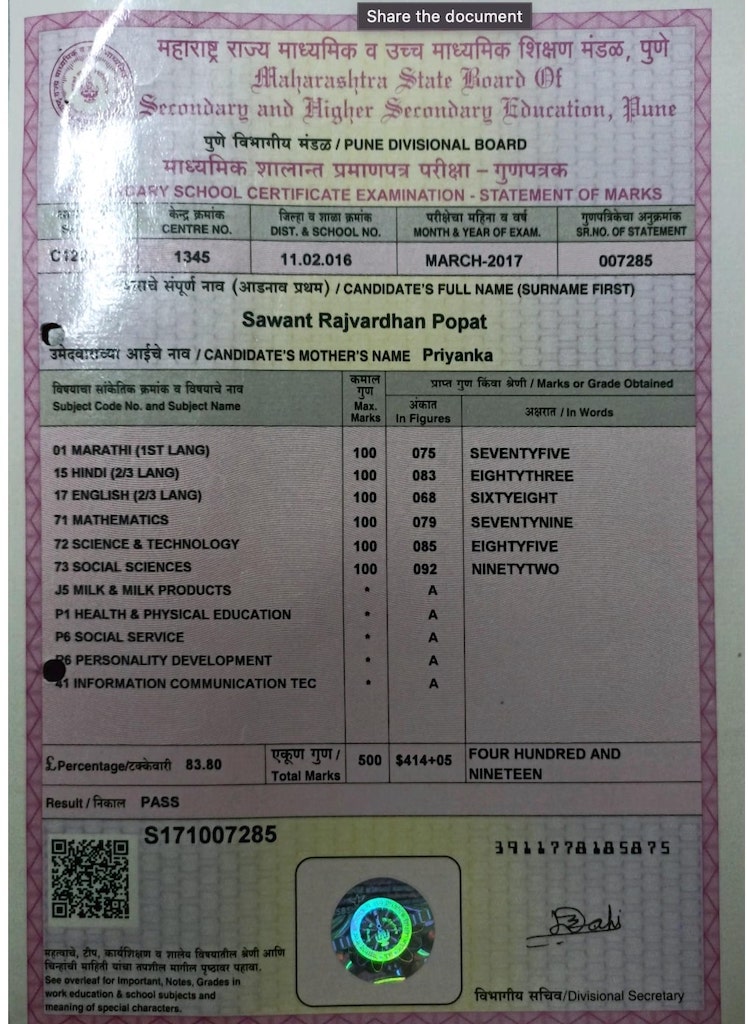 Share the document
महाराष्ट्र राज्य माध्यमिक व उच्च माध्यमिक शिक्षण मंडळ, पुणे
Maharashtra State Board Of
Secondary and Higher Secondary Education, Pune
पुणे विभागीय मंडळ / PUNE DIVISIONAL BOARD
माध्यमिक शालान्त प्रमाणपत्र परीक्षा – गुणपत्रक
SCHOOL CERTIFICATE EXAMINATION - STATEMENT OF MARKS
केन्द्र क्रमांक जिल्हा व शाळा क्रमांक परीक्षेचा महिना व वर्ष गुणपत्रिकेचा अनुक्रमांक
CENTRE NO. DIST. & SCHOOL NO. MONTH & YEAR OF EXAM. SR.NO. OF STATEMENT
1345 11.02.016 MARCH-2017 007285
संपूर्ण नाव (आडनाव प्रथम) / CANDIDATE'S FULL NAME (SURNAME FIRST)
Sawant Rajvardhan Popat
उमेदवाराच्या आईचे नाव / CANDIDATE'S MOTHER'S NAME Priyanka
विषयाचा सांकेतिक क्रमांक व विषयाचे नाव कमाल गुण प्राप्त गुण किंवा श्रेणी / Marks or Grade Obtained
Subject Code No. and Subject Name Max. Marks अंकात In Figures अक्षरात / In Words
01 MARATHI (1ST LANG) 100 075 SEVENTYFIVE
15 HINDI (2/3 LANG) 100 083 EIGHTYTHREE
17 ENGLISH (2/3 LANG) 100 068 SIXTYEIGHT
71 MATHEMATICS 100 079 SEVENTYNINE
72 SCIENCE & TECHNOLOGY 100 085 EIGHTYFIVE
73 SOCIAL SCIENCES 100 092 NINETYTWO
J5 MILK & MILK PRODUCTS * A
P1 HEALTH & PHYSICAL EDUCATION * A
P6 SOCIAL SERVICE * A
PERSONALITY DEVELOPMENT * A
41 INFORMATION COMMUNICATION TEC * A
£Percentage/टक्केवारी 83.80 एकूण गुण / Total Marks 500 $414+05 FOUR HUNDRED AND
NINETEEN
Result / निकाल PASS
S171007285
3911778185875
महत्वाचे, टीप, कार्यशिक्षण व शालेय विषयातील श्रेणी आणि
चिन्हांची माहिती यांचा तपशील मागील पृष्ठावर पहावा.
See overleaf for Important, Notes, Grades in
work education & school subjects and
meaning of special characters.
विभागीय सचिव/Divisional Secretary